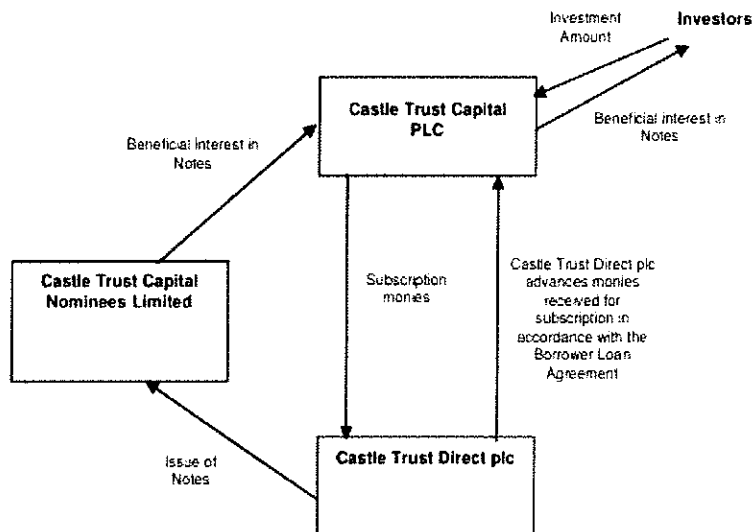 Investment
Amount
Investors
Castle Trust Capital
PLC
Beneficial Interest in
Notes
Beneficial interest in
Notes
Castle Trust Capital
Nominees Limited
Subscription
monies
Castle Trust Direct plc
advances monies
received for
subscription in
accordance with the
Borrower Loan
Agreement
Issue of
Notes
Castle Trust Direct plc